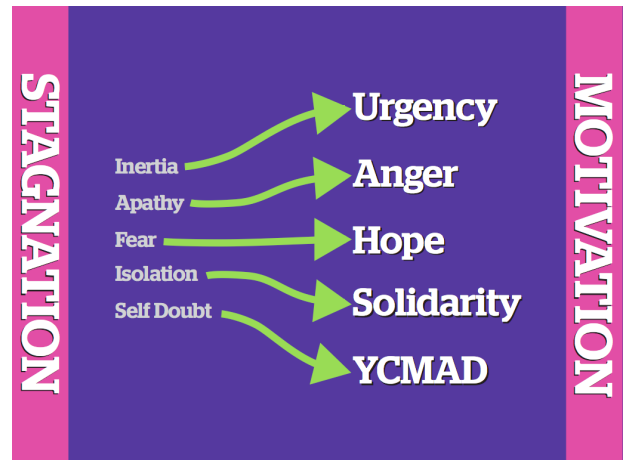 STAGNATION
Inertia
Apathy
Fear
Isolation
Self Doubt
Urgency
Anger
Hope
Solidarity
YCMAD
MOTIVATION